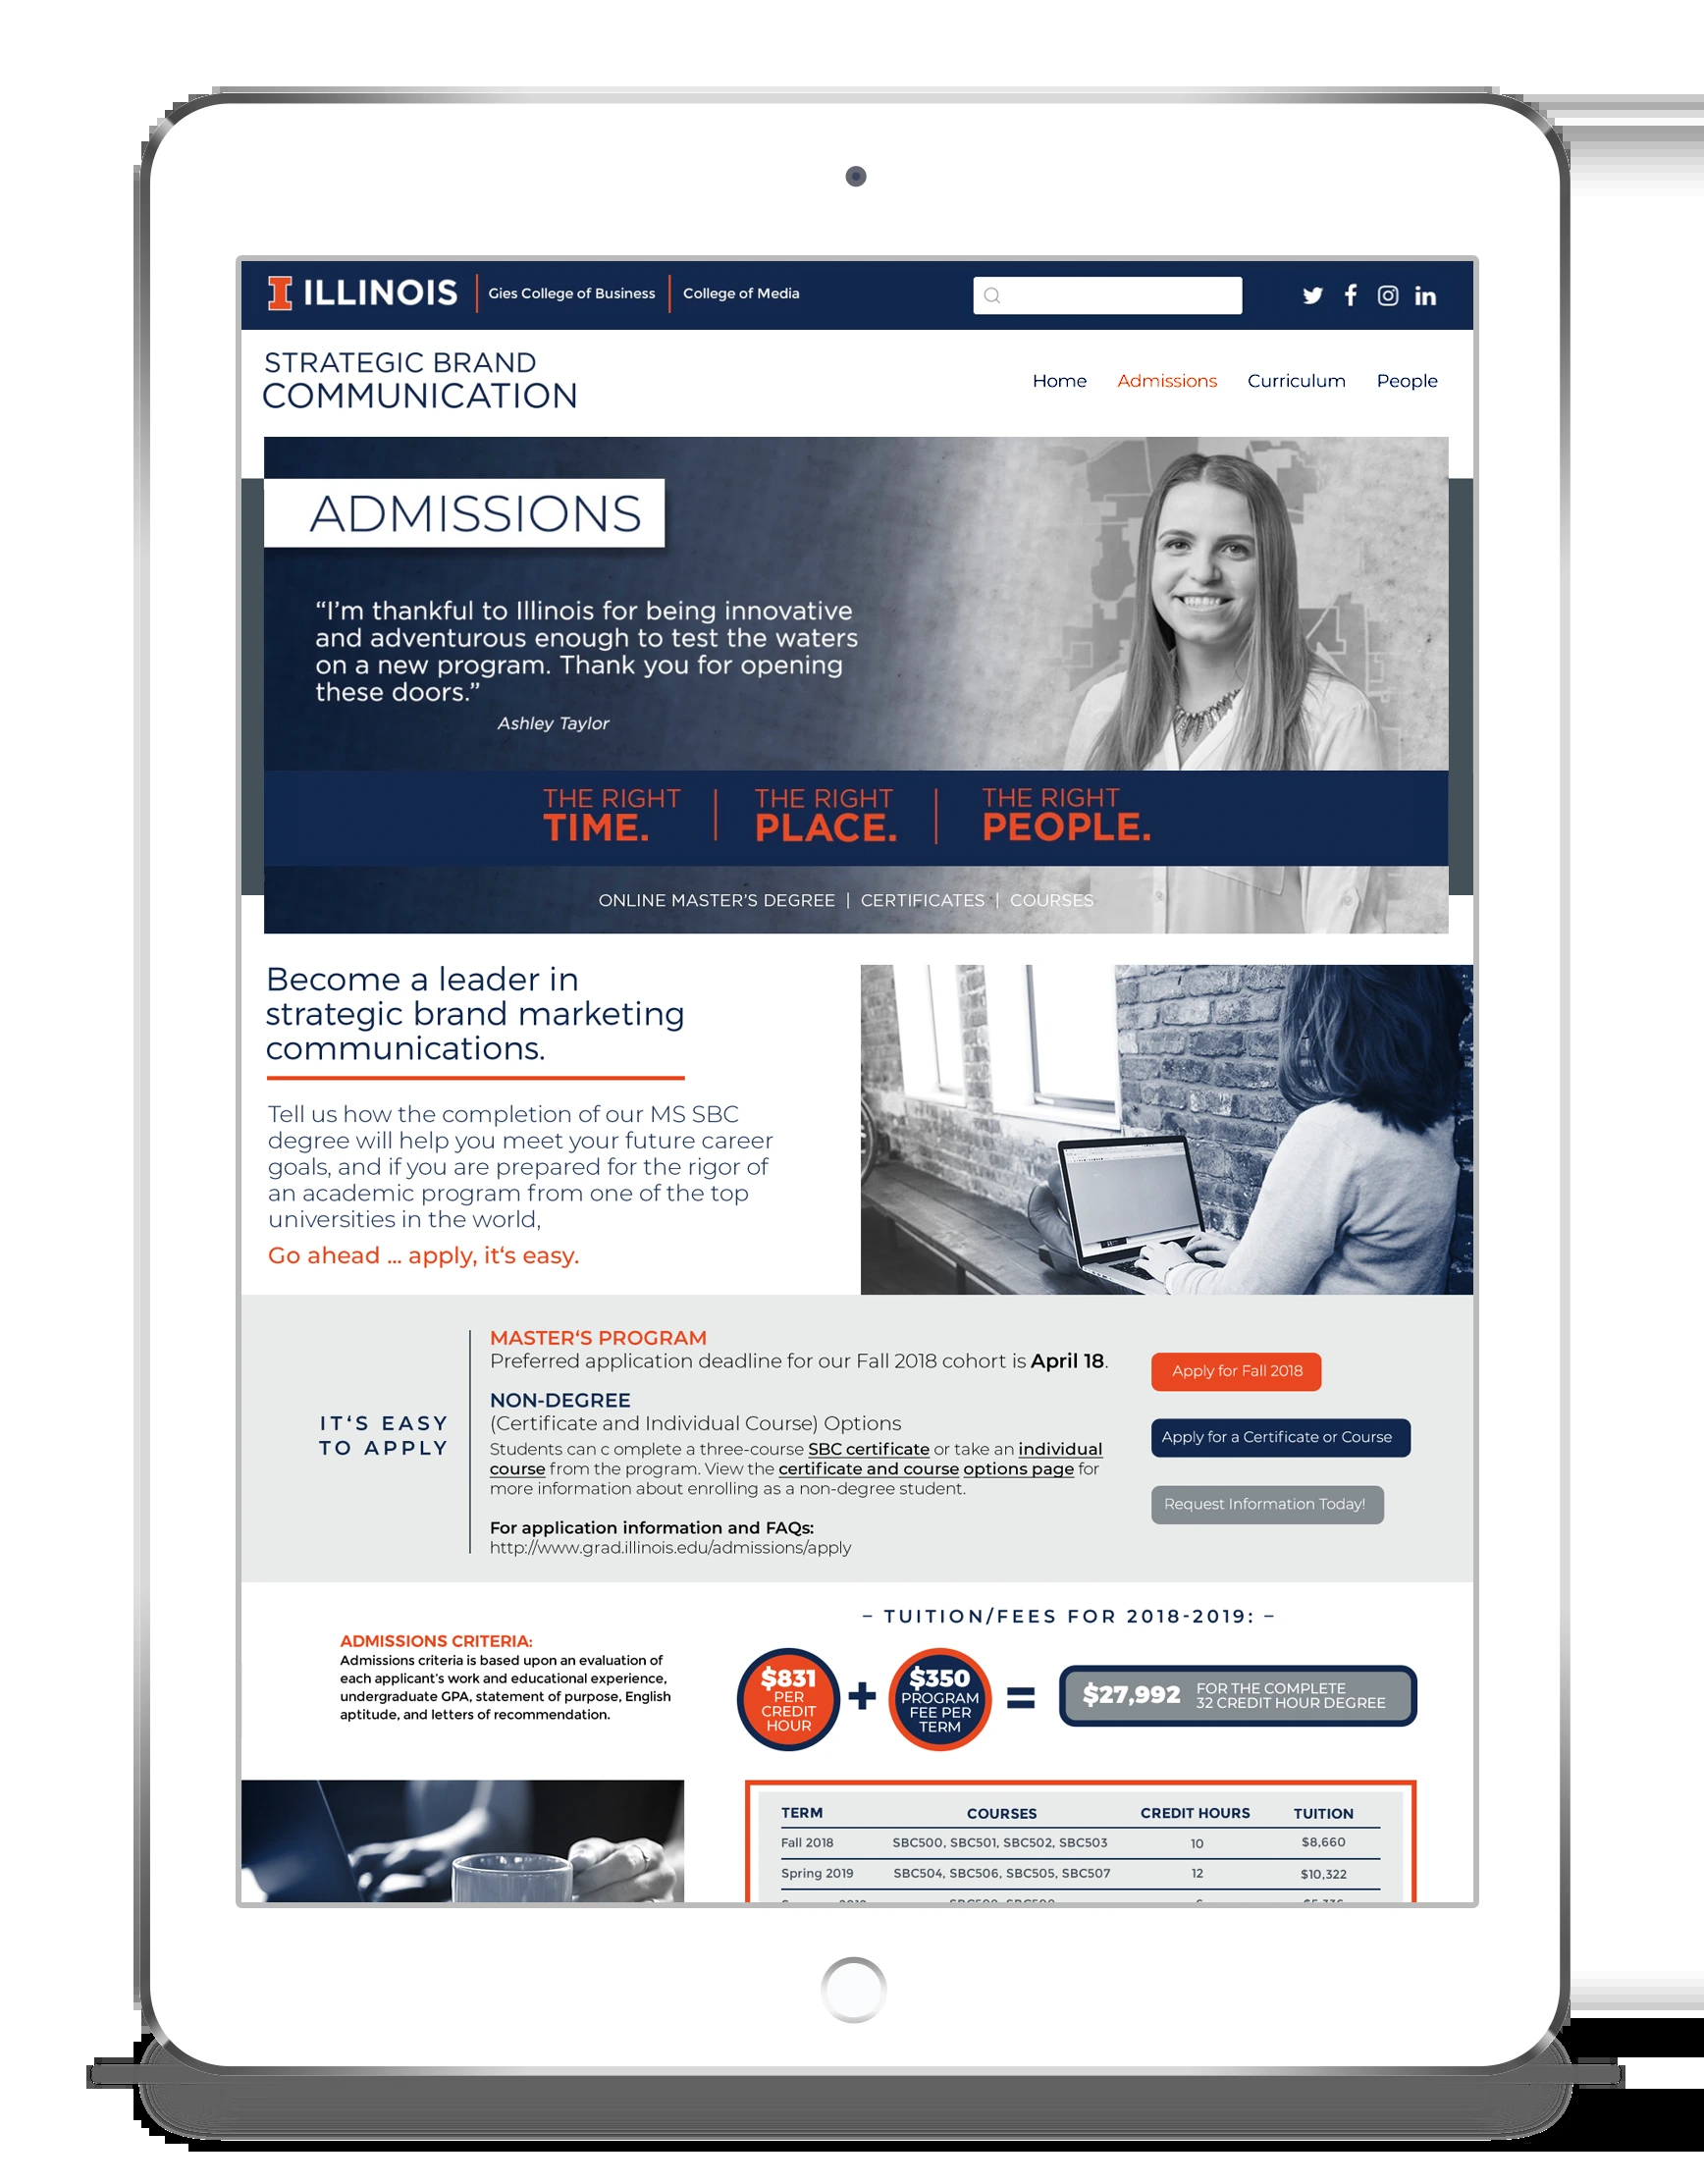 ILLINOIS
Gies College of Business
College of Media
STRATEGIC BRAND
COMMUNICATION
Home
Admissions
Curriculum
People
ADMISSIONS
“I’m thankful to Illinois for being innovative
and adventurous enough to test the waters
on a new program. Thank you for opening
these doors.”
Ashley Taylor
THE RIGHT
TIME.
THE RIGHT
PLACE.
THE RIGHT
PEOPLE.
ONLINE MASTER’S DEGREE | CERTIFICATES | COURSES
Become a leader in
strategic brand marketing
communications.
Tell us how the completion of our MS SBC
degree will help you meet your future career
goals, and if you are prepared for the rigor of
an academic program from one of the top
universities in the world,
Go ahead ... apply, it‘s easy.
IT‘S EASY
TO APPLY
MASTER‘S PROGRAM
Preferred application deadline for our Fall 2018 cohort is April 18.
NON-DEGREE
(Certificate and Individual Course) Options
Students can c omplete a three-course SBC certificate or take an individual
course from the program. View the certificate and course options page for
more information about enrolling as a non-degree student.
For application information and FAQs:
http://www.grad.illinois.edu/admissions/apply
Apply for Fall 2018
Apply for a Certificate or Course
Request Information Today!
ADMISSIONS CRITERIA:
Admissions criteria is based upon an evaluation of
each applicant’s work and educational experience,
undergraduate GPA, statement of purpose, English
aptitude, and letters of recommendation.
– TUITION/FEES FOR 2018-2019: –
$831
PER
CREDIT
HOUR
+
$350
PROGRAM
FEE PER
TERM
=
$27,992
FOR THE COMPLETE
32 CREDIT HOUR DEGREE
TERM COURSES CREDIT HOURS TUITION
Fall 2018 SBC500, SBC501, SBC502, SBC503 10 $8,660
Spring 2019 SBC504, SBC506, SBC505, SBC507 12 $10,322